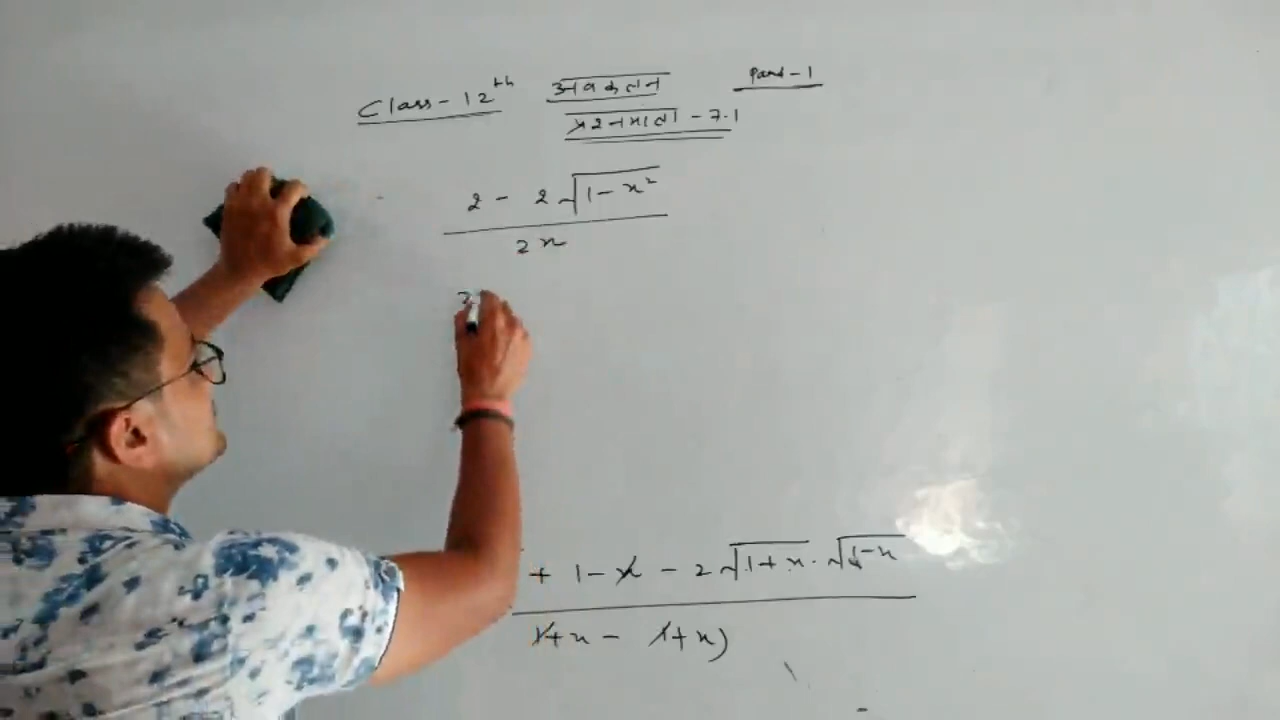 Class-12th अवकलन Part-1
प्रश्नमाला-7.1
2 - 2√1-x²
2x
2
+ 1-x - 2√1+x . √1-x
1+x - 1+x)